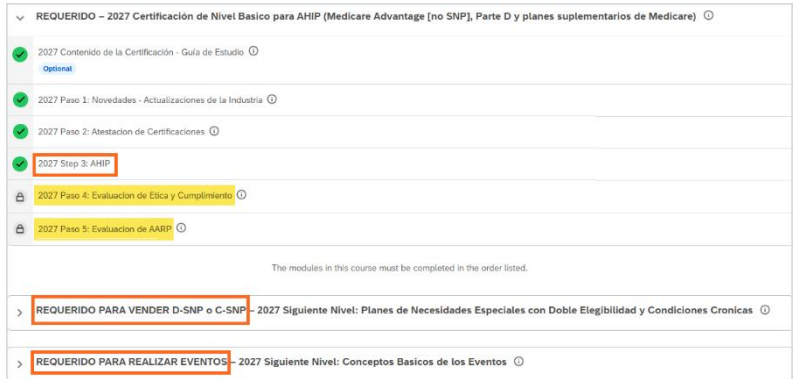 REQUERIDO – 2027 Certificación de Nivel Basico para AHIP (Medicare Advantage [no SNP], Parte D y planes suplementarios de Medicare)
2027 Contenido de la Certificación - Guía de Estudio
Optional
2027 Paso 1: Novedades - Actualizaciones de la Industria
2027 Paso 2: Atestacion de Certificaciones
2027 Step 3: AHIP
2027 Paso 4: Evaluacion de Etica y Cumplimiento
2027 Paso 5: Evaluacion de AARP
The modules in this course must be completed in the order listed.
REQUERIDO PARA VENDER D-SNP o C-SNP – 2027 Siguiente Nivel: Planes de Necesidades Especiales con Doble Elegibilidad y Condiciones Cronicas
REQUERIDO PARA REALIZAR EVENTOS – 2027 Siguiente Nivel: Conceptos Basicos de los Eventos